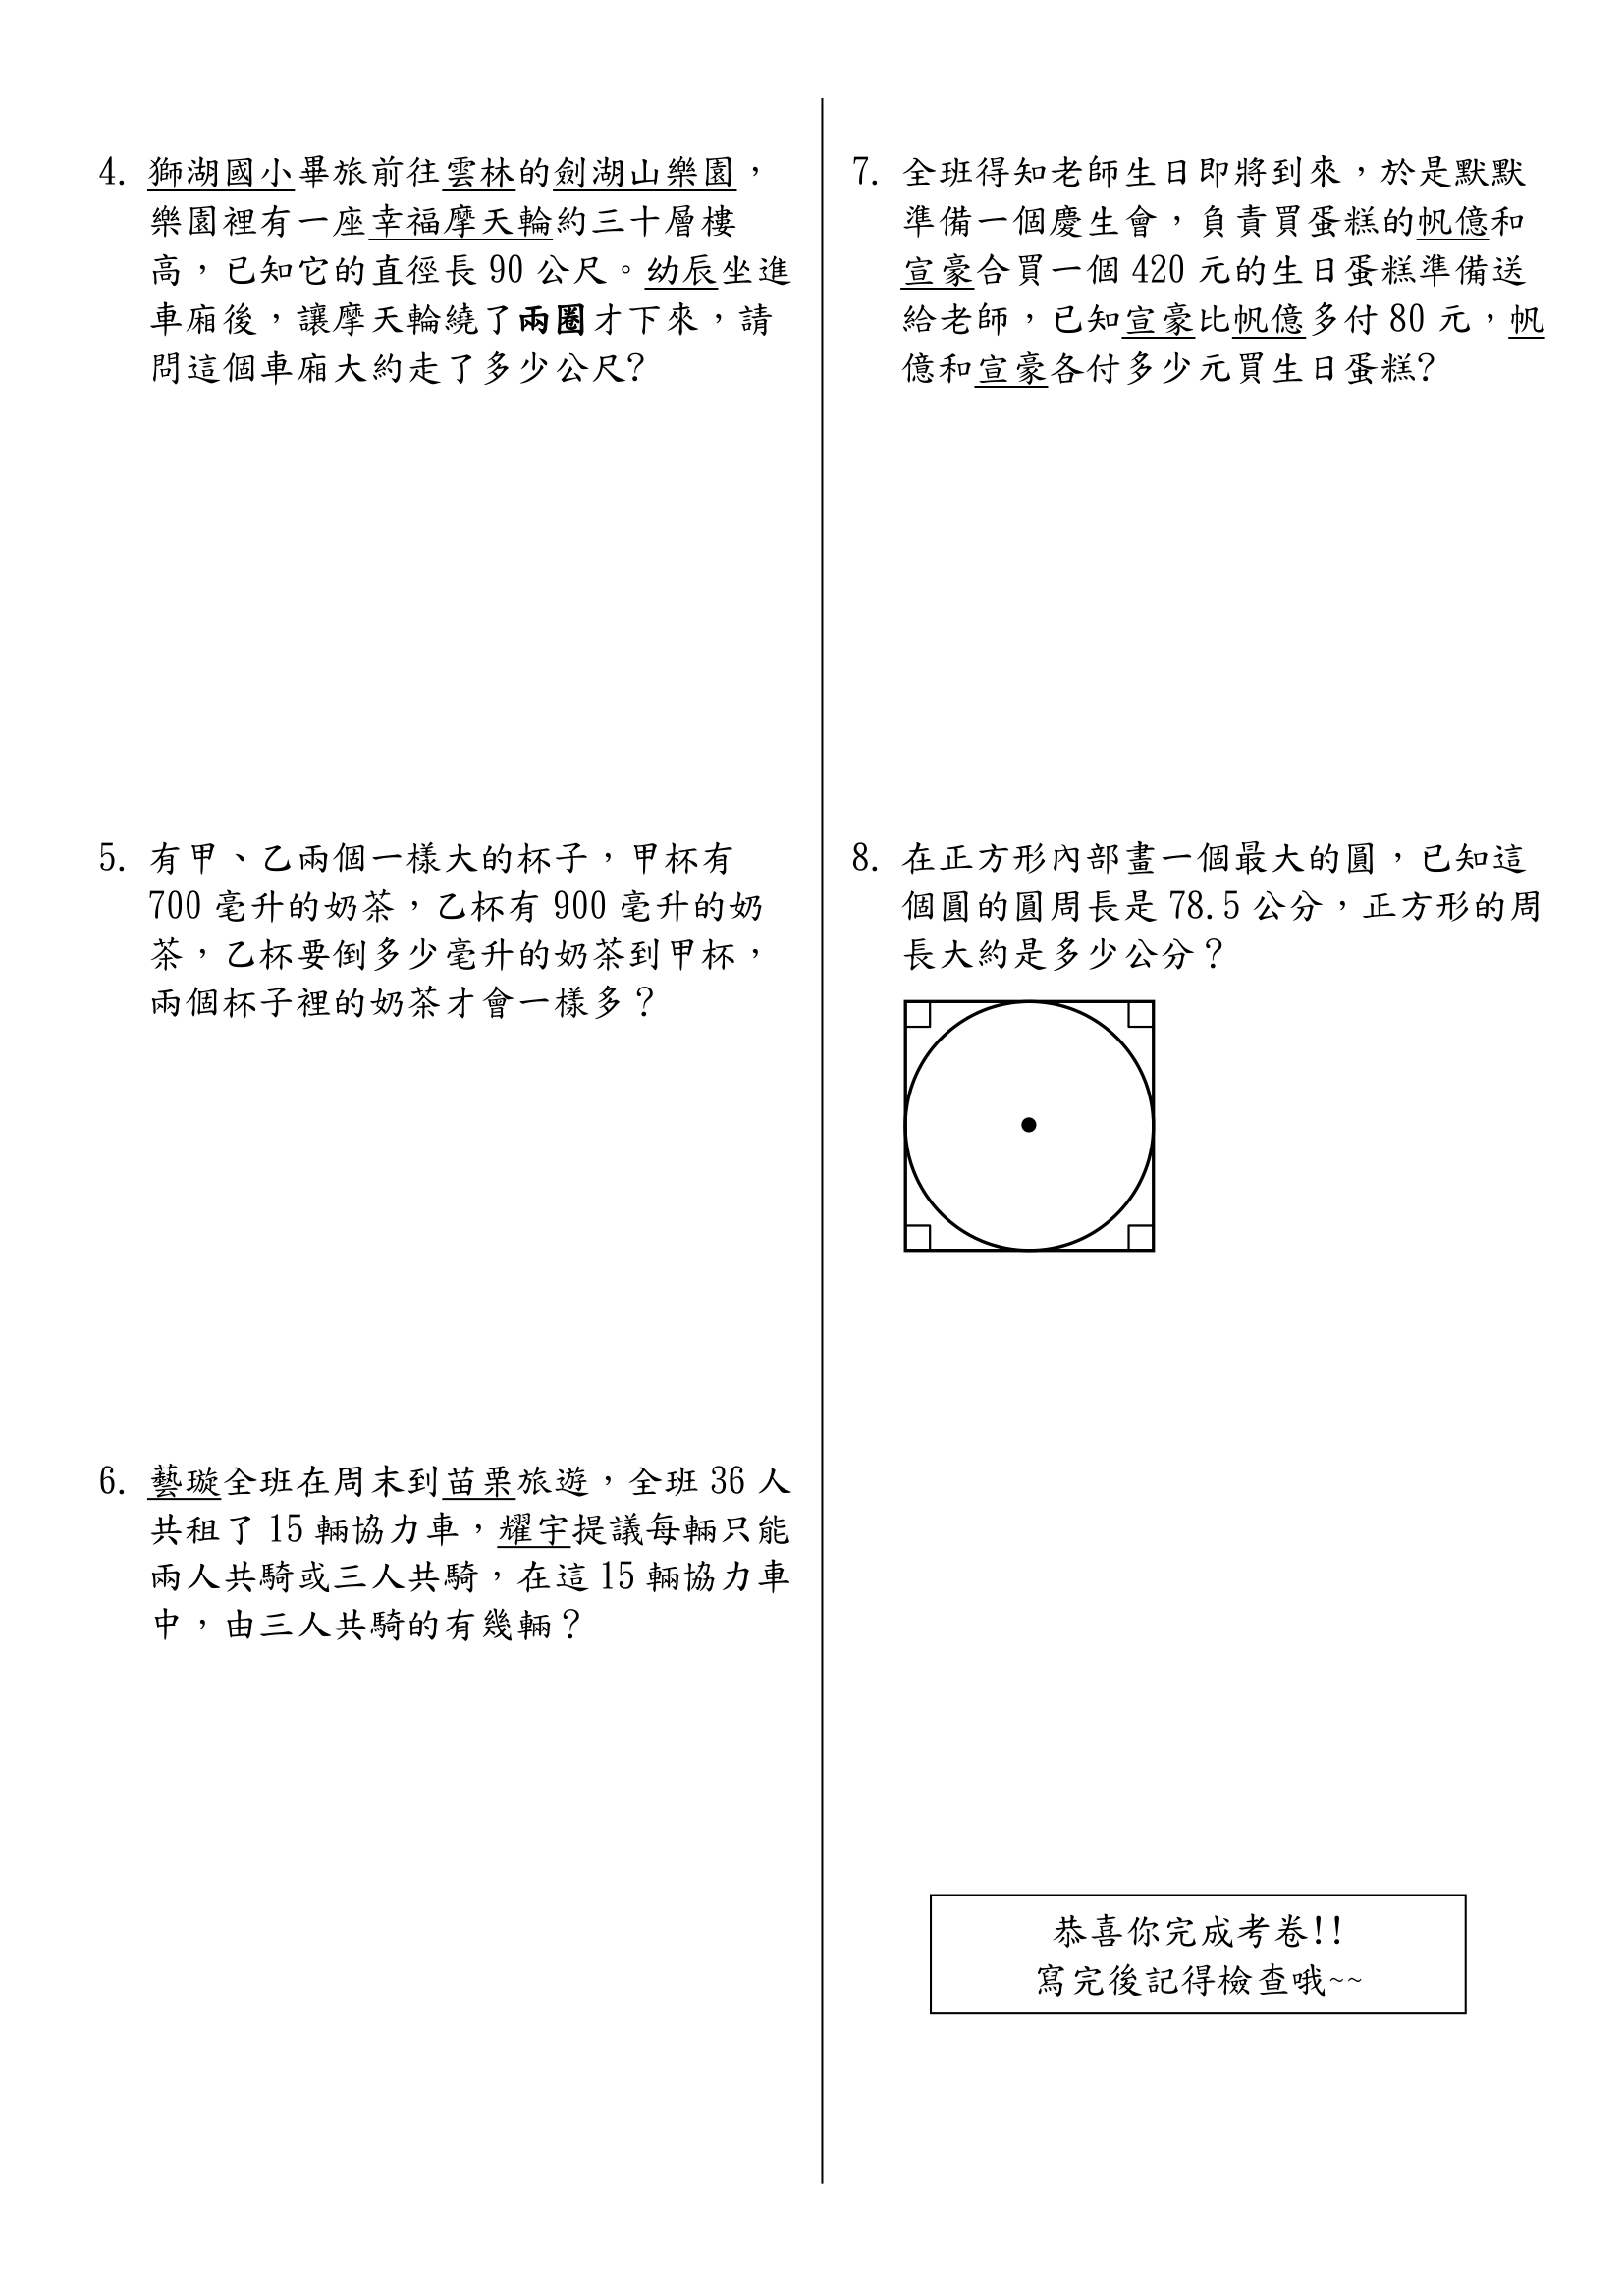 4. 獅湖國小畢旅前往雲林的劍湖山樂園，
樂園裡有一座幸福摩天輪約三十層樓
高，已知它的直徑長 90 公尺。幼辰坐進
車廂後，讓摩天輪繞了兩圈才下來，請
問這個車廂大約走了多少公尺?
5. 有甲、乙兩個一樣大的杯子，甲杯有
700 毫升的奶茶，乙杯有 900 毫升的奶
茶，乙杯要倒多少毫升的奶茶到甲杯，
兩個杯子裡的奶茶才會一樣多？
6. 藝璇全班在周末到苗栗旅遊，全班 36 人
共租了 15 輛協力車，耀宇提議每輛只能
兩人共騎或三人共騎，在這 15 輛協力車
中，由三人共騎的有幾輛？
7. 全班得知老師生日即將到來，於是默默
準備一個慶生會，負責買蛋糕的帆億和
宣豪合買一個 420 元的生日蛋糕準備送
給老師，已知宣豪比帆億多付 80 元，帆
億和宣豪各付多少元買生日蛋糕?
8. 在正方形內部畫一個最大的圓，已知這
個圓的圓周長是 78.5 公分，正方形的周
長大約是多少公分？
恭喜你完成考卷!!
寫完後記得檢查哦~~